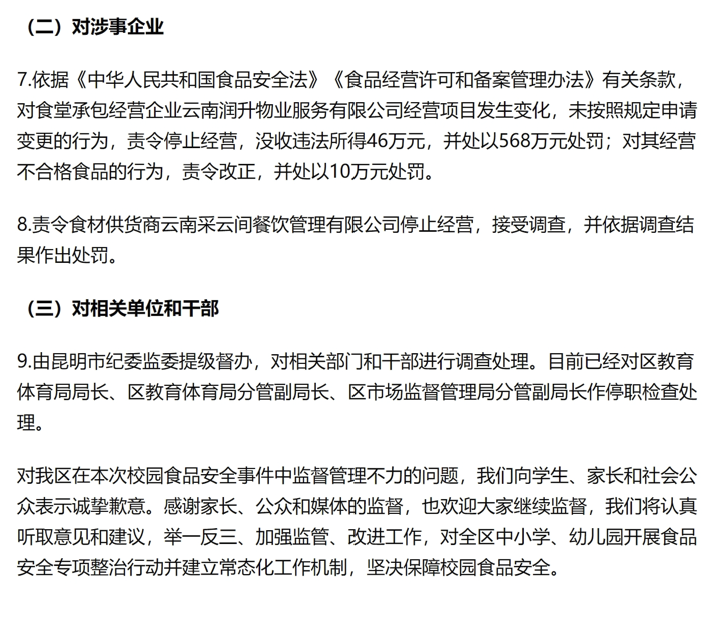 （二）对涉事企业
7.依据《中华人民共和国食品安全法》《食品经营许可和备案管理办法》有关条款，
对食堂承包经营企业云南润升物业服务有限公司经营项目发生变化，未按照规定申请
变更的行为，责令停止经营，没收违法所得46万元，并处以568万元处罚；对其经营
不合格食品的行为，责令改正，并处以10万元处罚。
8.责令食材供货商云南采云间餐饮管理有限公司停止经营，接受调查，并依据调查结
果作出处罚。
（三）对相关单位和干部
9.由昆明市纪委监委提级督办，对相关部门和干部进行调查处理。目前已经对区教育
体育局局长、区教育体育局分管副局长、区市场监督管理局分管副局长作停职检查处
理。
对我区在本次校园食品安全事件中监督管理不力的问题，我们向学生、家长和社会公
众表示诚挚歉意。感谢家长、公众和媒体的监督，也欢迎大家继续监督，我们将认真
听取意见和建议，举一反三、加强监管、改进工作，对全区中小学、幼儿园开展食品
安全专项整治行动并建立常态化工作机制，坚决保障校园食品安全。